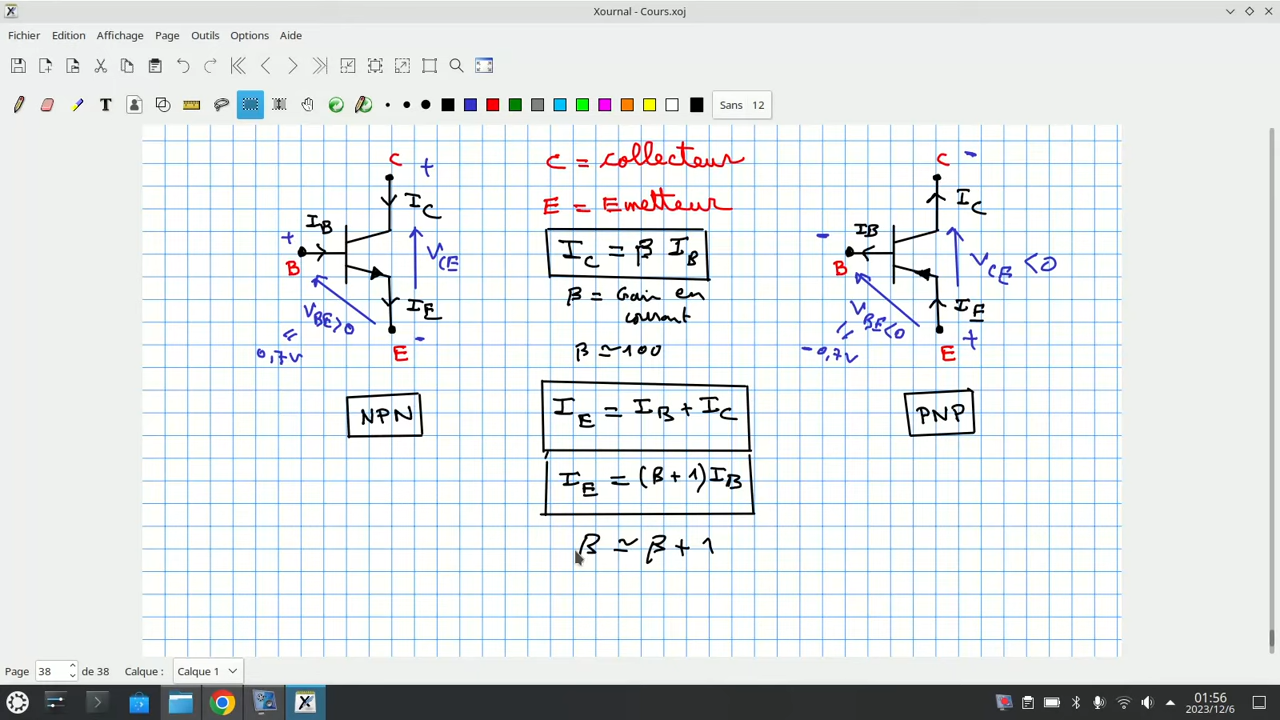 Xournal - Cours.xoj
Fichier Edition Affichage Page Outils Options Aide
T Sans 12
C +
I_C
I_B
+
B
V_CE
V_BE>0
≃
0,7V
I_E
E -
NPN
C = collecteur
E = Emetteur
I_C = β I_B
β = Gain en
courant
β ≃ 100
I_E = I_B + I_C
I_E = (β + 1) I_B
β ≃ β + 1
C -
I_C
I_B
-
B
V_CE <0
V_BE<0
≃
-0,7V
I_E
E +
PNP
Page 38 de 38 Calque : Calque 1
01:56
2023/12/6